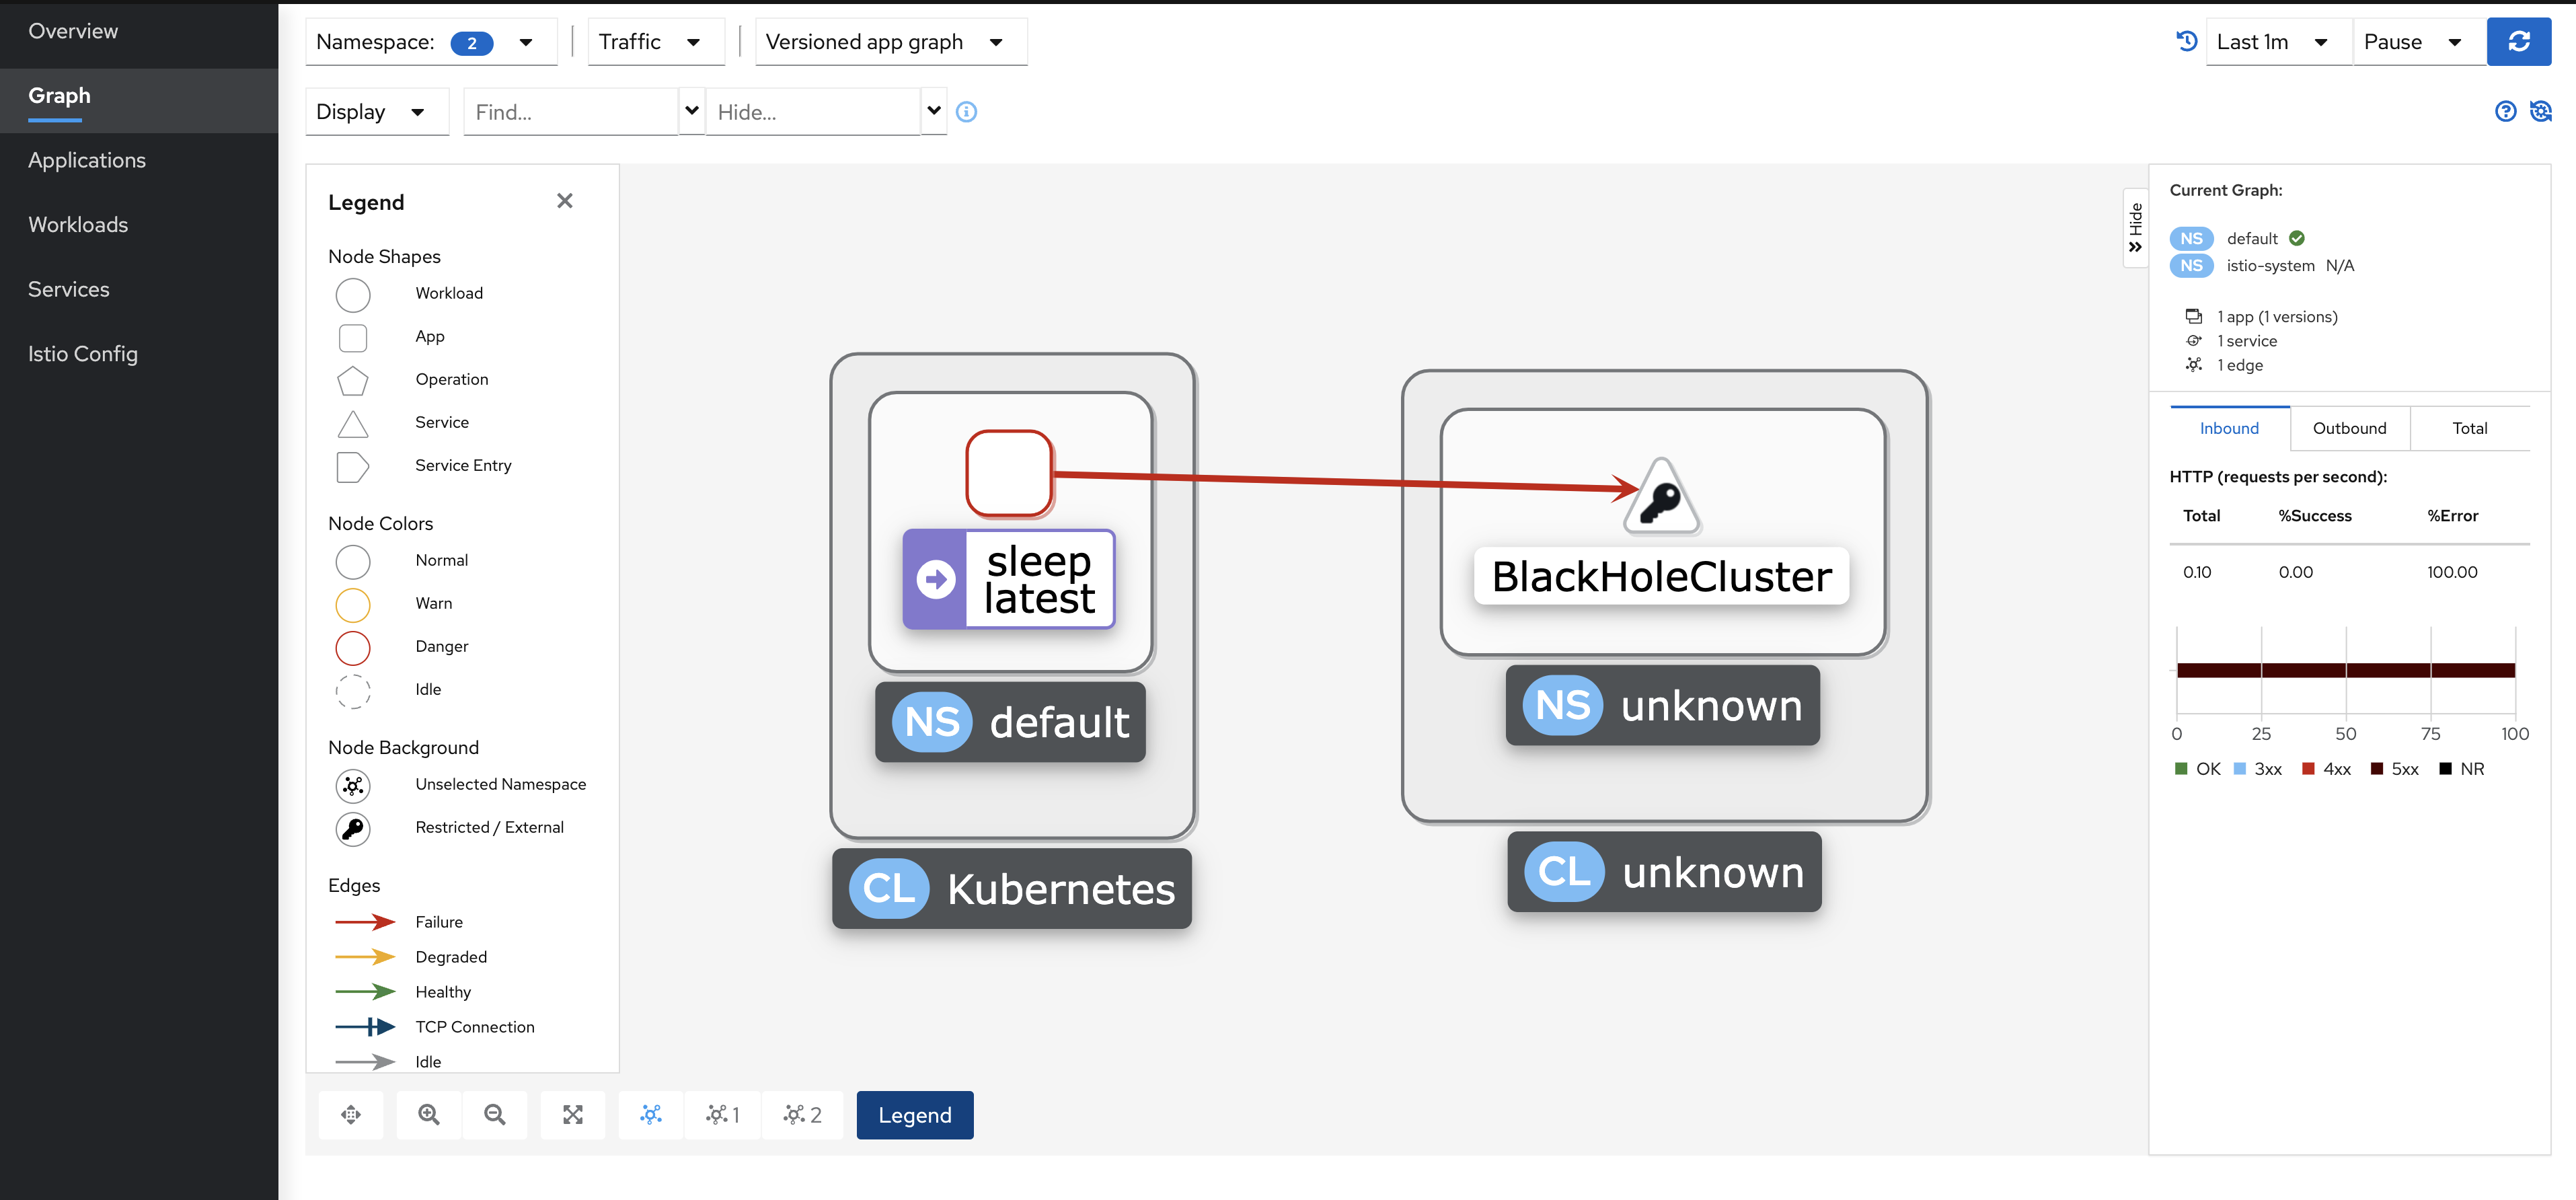 Overview
Graph
Applications
Workloads
Services
Istio Config
Namespace: 2
Traffic
Versioned app graph
Last 1m
Pause
Display
Find...
Hide...
Legend
Node Shapes
Workload
App
Operation
Service
Service Entry
Node Colors
Normal
Warn
Danger
Idle
Node Background
Unselected Namespace
Restricted / External
Edges
Failure
Degraded
Healthy
TCP Connection
Idle
sleep
latest
NS default
CL Kubernetes
BlackHoleCluster
NS unknown
CL unknown
1
2
Legend
Hide
Current Graph:
NS default
NS istio-system N/A
1 app (1 versions)
1 service
1 edge
Inbound Outbound Total
HTTP (requests per second):
Total %Success %Error
0.10 0.00 100.00
0 25 50 75 100
OK 3xx 4xx 5xx NR